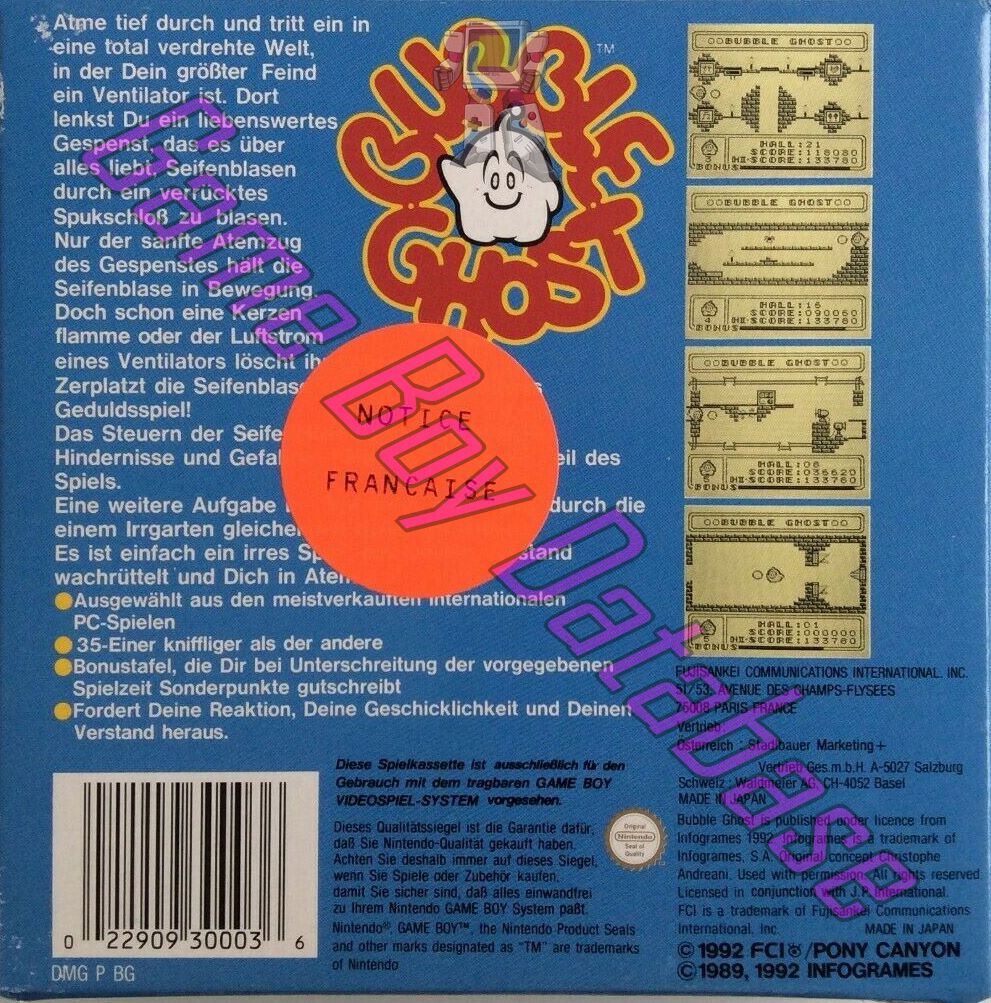 Atme tief durch und tritt ein in
eine total verdrehte Welt,
in der Dein größter Feind
ein Ventilator ist. Dort
lenkst Du ein liebenswertes
Gespenst, das es über
alles liebt, Seifenblasen
durch ein verrücktes
Spukschloß zu blasen.
Nur der sanfte Atemzug
des Gespenstes hält die
Seifenblase in Bewegung.
Doch schon eine Kerzen
flamme oder der Luftstrom
eines Ventilators löscht
Zerplatzt die
Geduldsspiel!
Das Steuern der
Hindernisse und des
Spiels.
Eine weitere Aufgabe durch die
einem Irrgarten
Es ist einfach ein irres
wachrüttelt und Dich in
Ausgewählt aus den meistverkauften internationalen
PC-Spielen
35-Einer kniffliger als der andere
Bonustafel, die Dir bei Unterschreitung der vorgegebenen
Spielzeit Sonderpunkte gutschreibt
Fordert Deine Reaktion, Deine Geschicklichkeit und Deinen
Verstand heraus.
BUBBLE
GHOST
™
NOTICE
FRANCAISE
BUBBLE GHOST
HALL:21
3 SCORE:118080
HI-SCORE:133780
BUBBLE GHOST
HALL:16
4 SCORE:090060
HI-SCORE:133780
BONUS
BUBBLE GHOST
HALL:08
5 SCORE:036620
HI-SCORE:133780
BONUS
BUBBLE GHOST
HALL:01
5 SCORE:000000
HI-SCORE:133780
BONUS
FUJISANKEI COMMUNICATIONS INTERNATIONAL. INC.
51/53. AVENUE DES CHAMPS-FLYSEES
75008 PARIS FRANCE
Vertrieb:
Österreich : Stadlbauer Marketing +
Vertrieb Ges.m.b.H. A-5027 Salzburg
Schweiz : Waldmeier AG, CH-4052 Basel
MADE IN JAPAN
Bubble Ghost is published under licence from
Infogrames 1992. Infogrames is a trademark of
Infogrames, S.A. Original concept Christophe
Andreani. Used with permission. All rights reserved
Licensed in conjunction with J.P. International.
FCI is a trademark of Fujisankei Communications
International, Inc. MADE IN JAPAN
©1992 FCI®/PONY CANYON
©1989, 1992 INFOGRAMES
Diese Spielkassette ist ausschließlich für den
Gebrauch mit dem tragbaren GAME BOY
VIDEOSPIEL-SYSTEM vorgesehen.
Dieses Qualitätssiegel ist die Garantie dafür,
daß Sie Nintendo-Qualität gekauft haben.
Achten Sie deshalb immer auf dieses Siegel,
wenn Sie Spiele oder Zubehör kaufen,
damit Sie sicher sind, daß alles einwandfrei
zu Ihrem Nintendo GAME BOY System paßt.
Nintendo®, GAME BOY™, the Nintendo Product Seals
and other marks designated as "TM" are trademarks
of Nintendo
Original
Nintendo
Seal of
Quality
0 22909 30003 6
DMG P BG
Game Boy Database